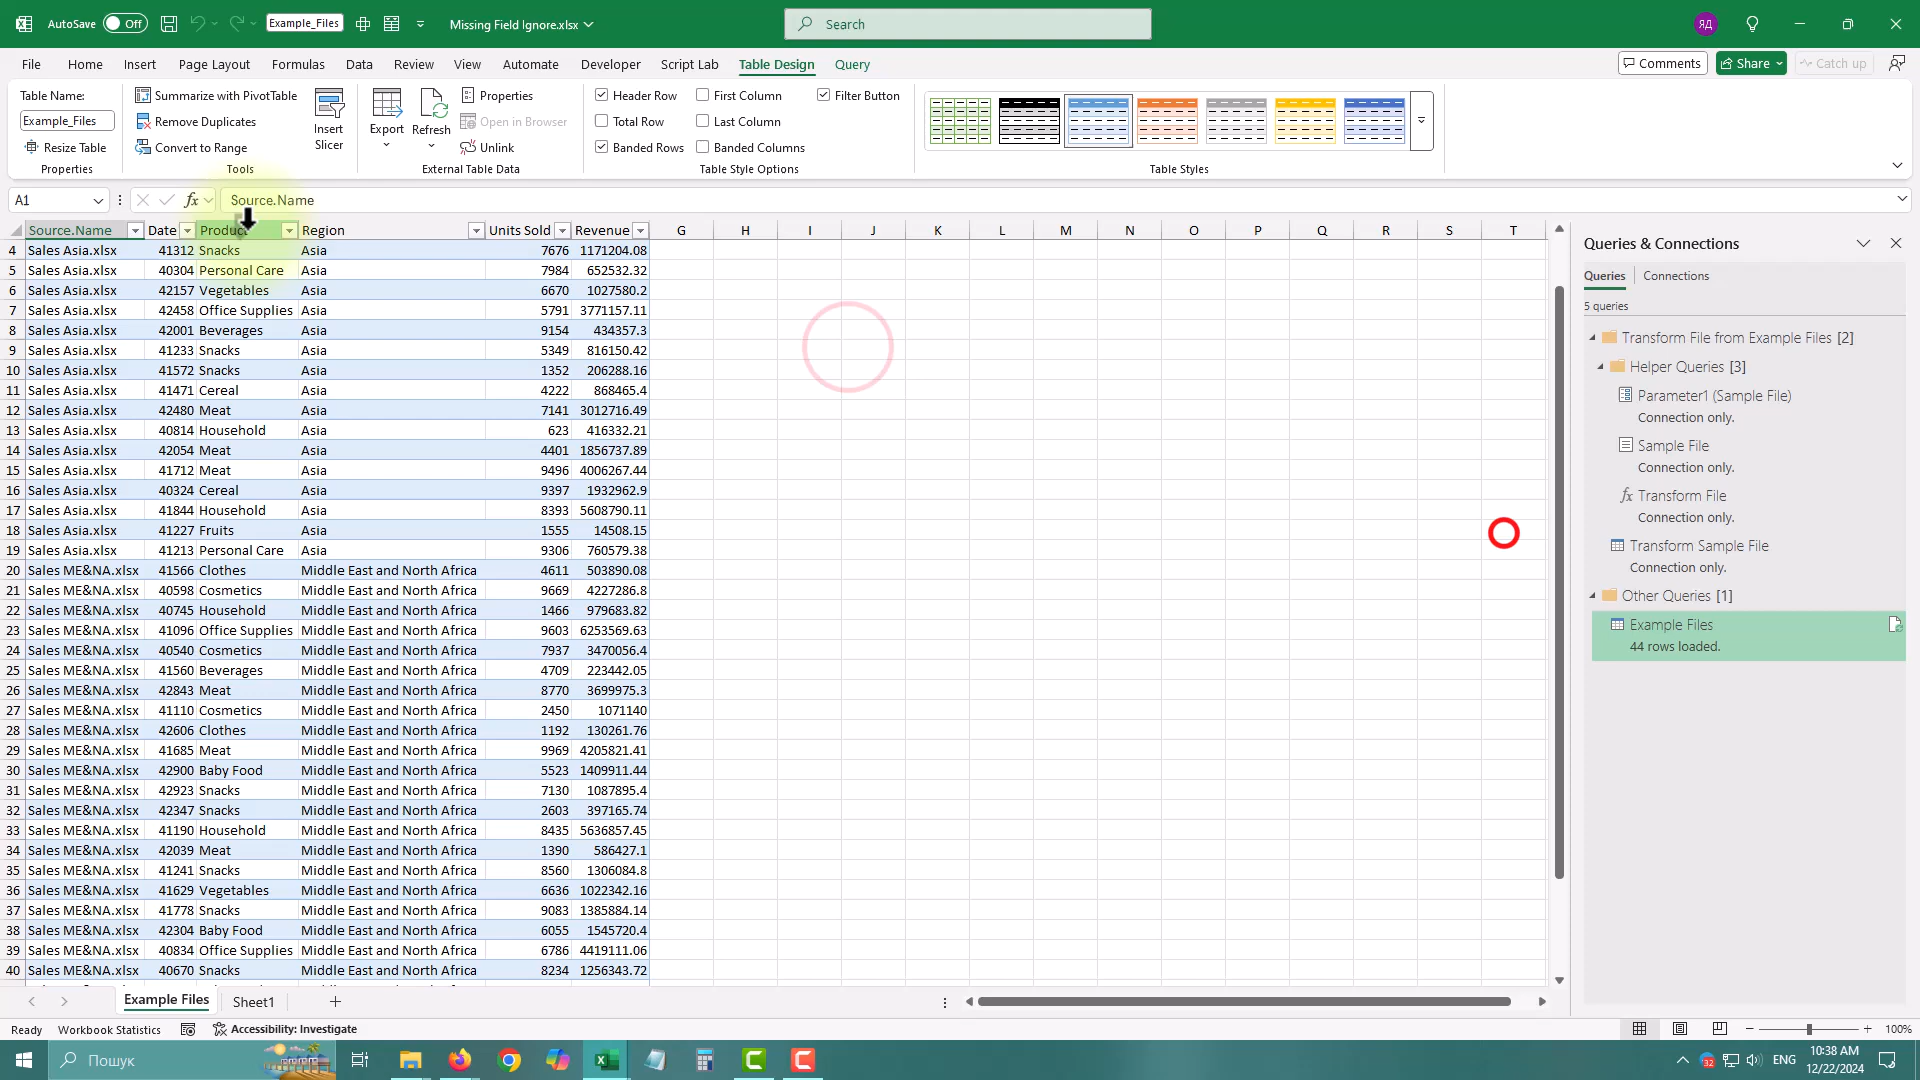 AutoSave Off Example_Files Missing Field Ignore.xlsx Search ЯД
File Home Insert Page Layout Formulas Data Review View Automate Developer Script Lab Table Design Query Comments Share Catch up
Table Name:
Example_Files
Resize Table
Properties
Summarize with PivotTable
Remove Duplicates
Convert to Range
Tools
Insert Slicer
Export
Refresh
Properties
Open in Browser
Unlink
External Table Data
Header Row First Column Filter Button
Total Row Last Column
Banded Rows Banded Columns
Table Style Options
Table Styles
A1 fx Source.Name
Source.Name Date Product Region Units Sold Revenue G H I J K L M N O P Q R S T
4 Sales Asia.xlsx 41312 Snacks Asia 7676 1171204.08
5 Sales Asia.xlsx 40304 Personal Care Asia 7984 652532.32
6 Sales Asia.xlsx 42157 Vegetables Asia 6670 1027580.2
7 Sales Asia.xlsx 42458 Office Supplies Asia 5791 3771157.11
8 Sales Asia.xlsx 42001 Beverages Asia 9154 434357.3
9 Sales Asia.xlsx 41233 Snacks Asia 5349 816150.42
10 Sales Asia.xlsx 41572 Snacks Asia 1352 206288.16
11 Sales Asia.xlsx 41471 Cereal Asia 4222 868465.4
12 Sales Asia.xlsx 42480 Meat Asia 7141 3012716.49
13 Sales Asia.xlsx 40814 Household Asia 623 416332.21
14 Sales Asia.xlsx 42054 Meat Asia 4401 1856737.89
15 Sales Asia.xlsx 41712 Meat Asia 9496 4006267.44
16 Sales Asia.xlsx 40324 Cereal Asia 9397 1932962.9
17 Sales Asia.xlsx 41844 Household Asia 8393 5608790.11
18 Sales Asia.xlsx 41227 Fruits Asia 1555 14508.15
19 Sales Asia.xlsx 41213 Personal Care Asia 9306 760579.38
20 Sales ME&NA.xlsx 41566 Clothes Middle East and North Africa 4611 503890.08
21 Sales ME&NA.xlsx 40598 Cosmetics Middle East and North Africa 9669 4227286.8
22 Sales ME&NA.xlsx 40745 Household Middle East and North Africa 1466 979683.82
23 Sales ME&NA.xlsx 41096 Office Supplies Middle East and North Africa 9603 6253569.63
24 Sales ME&NA.xlsx 40540 Cosmetics Middle East and North Africa 7937 3470056.4
25 Sales ME&NA.xlsx 41560 Beverages Middle East and North Africa 4709 223442.05
26 Sales ME&NA.xlsx 42843 Meat Middle East and North Africa 8770 3699975.3
27 Sales ME&NA.xlsx 41110 Cosmetics Middle East and North Africa 2450 1071140
28 Sales ME&NA.xlsx 42606 Clothes Middle East and North Africa 1192 130261.76
29 Sales ME&NA.xlsx 41685 Meat Middle East and North Africa 9969 4205821.41
30 Sales ME&NA.xlsx 42900 Baby Food Middle East and North Africa 5523 1409911.44
31 Sales ME&NA.xlsx 42923 Snacks Middle East and North Africa 7130 1087895.4
32 Sales ME&NA.xlsx 42347 Snacks Middle East and North Africa 2603 397165.74
33 Sales ME&NA.xlsx 41190 Household Middle East and North Africa 8435 5636857.45
34 Sales ME&NA.xlsx 42039 Meat Middle East and North Africa 1390 586427.1
35 Sales ME&NA.xlsx 41241 Snacks Middle East and North Africa 8560 1306084.8
36 Sales ME&NA.xlsx 41629 Vegetables Middle East and North Africa 6636 1022342.16
37 Sales ME&NA.xlsx 41778 Snacks Middle East and North Africa 9083 1385884.14
38 Sales ME&NA.xlsx 42304 Baby Food Middle East and North Africa 6055 1545720.4
39 Sales ME&NA.xlsx 40834 Office Supplies Middle East and North Africa 6786 4419111.06
40 Sales ME&NA.xlsx 40670 Snacks Middle East and North Africa 8234 1256343.72
Queries & Connections
Queries Connections
5 queries
Transform File from Example Files [2]
Helper Queries [3]
Parameter1 (Sample File)
Connection only.
Sample File
Connection only.
fx Transform File
Connection only.
Transform Sample File
Connection only.
Other Queries [1]
Example Files
44 rows loaded.
Example Files Sheet1
Ready Workbook Statistics Accessibility: Investigate 100%
Пошук 32 ENG 10:38 AM
12/22/2024